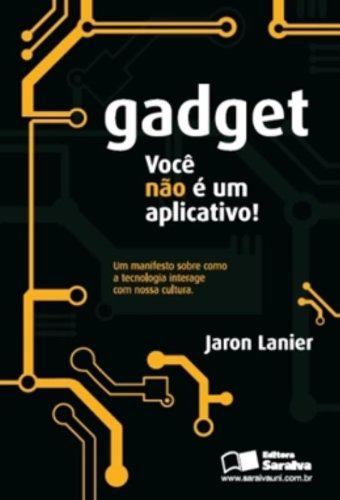 gadget
Você
não é um
aplicativo!
Um manifesto sobre como
a tecnologia interage
com nossa cultura.
Jaron Lanier
Editora
Saraiva
www.saraivauni.com.br